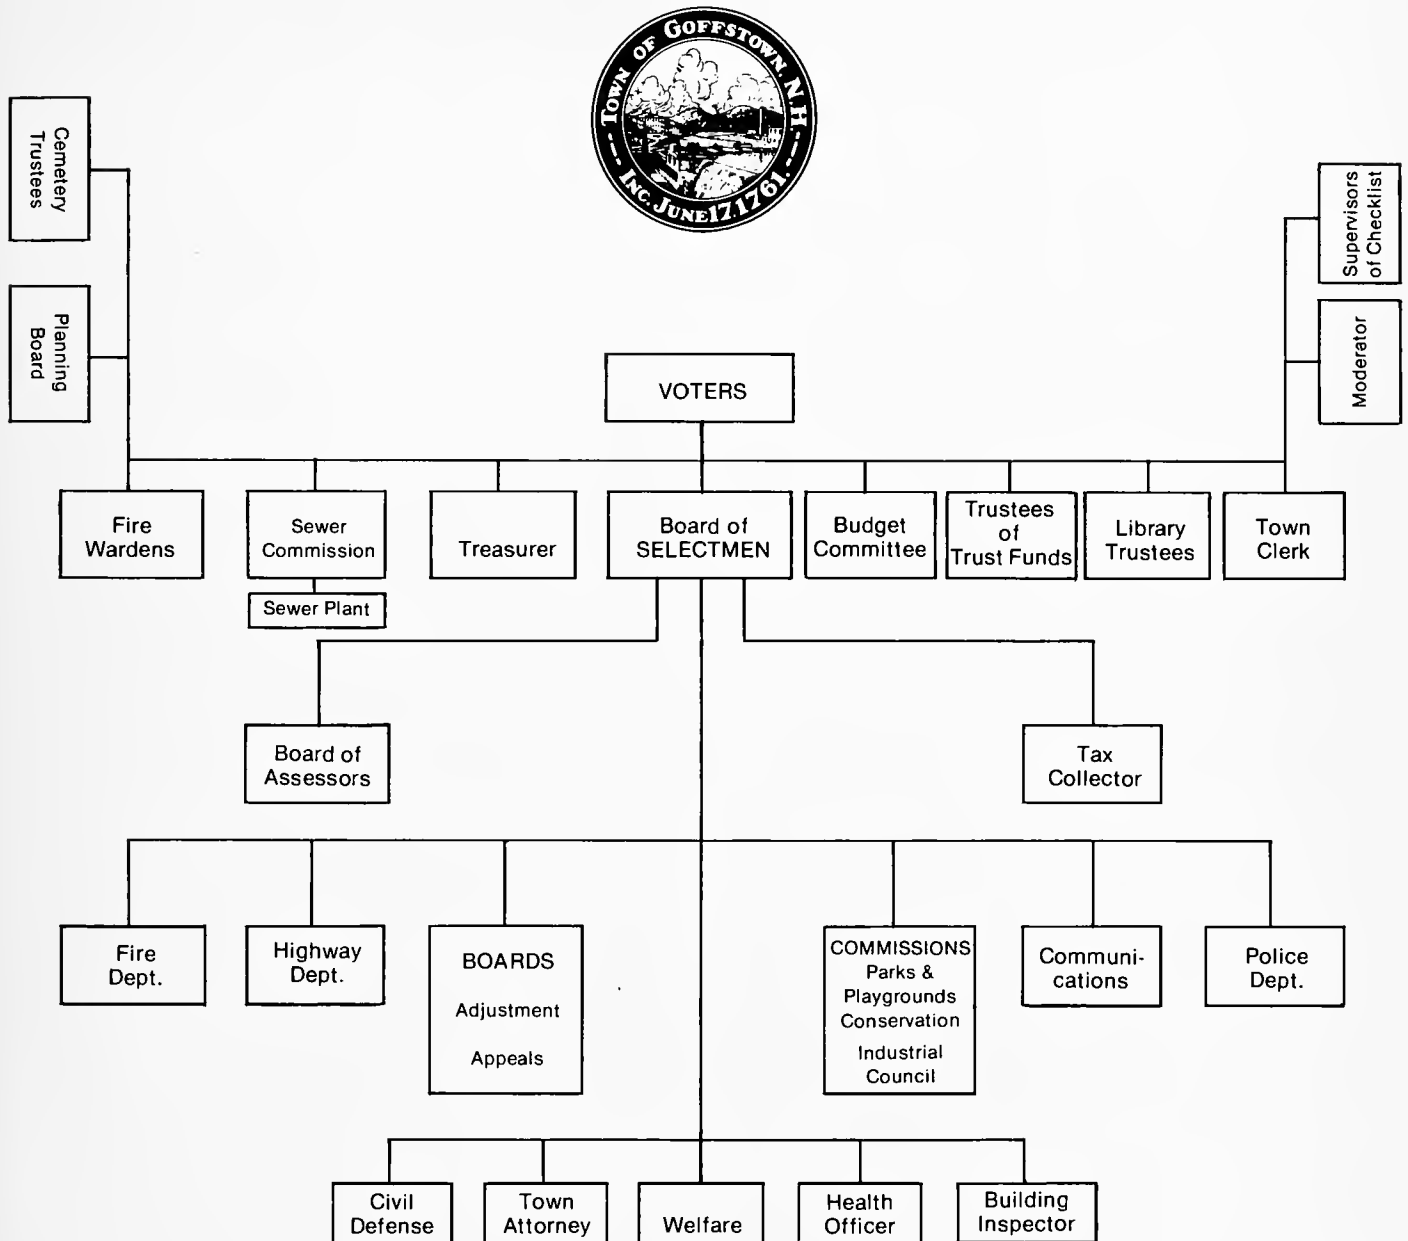 TOWN OF GOFFSTOWN, N.H.
INC. JUNE 17, 1761.
Cemetery
Trustees
Planning
Board
Supervisors
of Checklist
Moderator
VOTERS
Fire
Wardens
Sewer
Commission
Sewer Plant
Treasurer
Board of
SELECTMEN
Budget
Committee
Trustees
of
Trust Funds
Library
Trustees
Town
Clerk
Board of
Assessors
Tax
Collector
Fire
Dept.
Highway
Dept.
BOARDS
Adjustment
Appeals
COMMISSIONS
Parks &
Playgrounds
Conservation
Industrial
Council
Communi-
cations
Police
Dept.
Civil
Defense
Town
Attorney
Welfare
Health
Officer
Building
Inspector